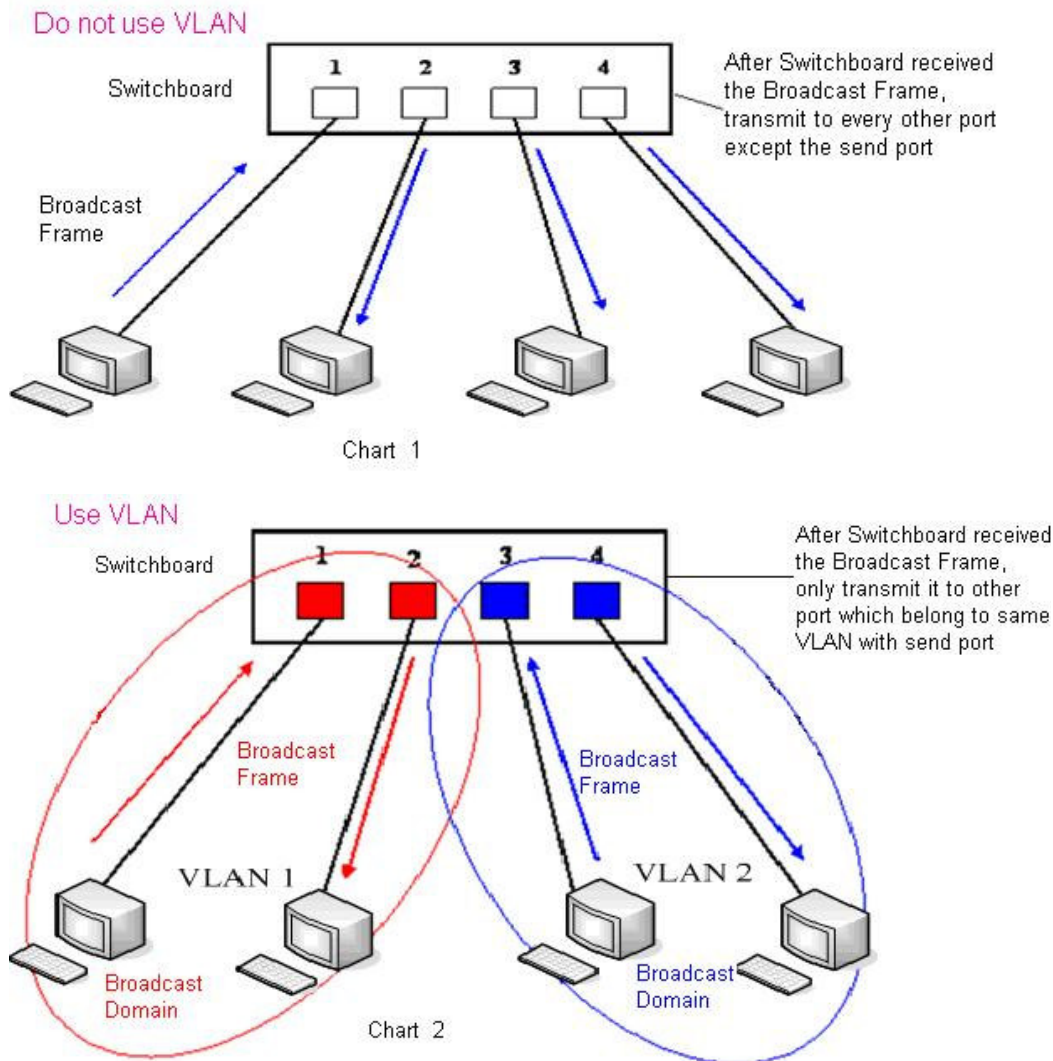 Do not use VLAN
1 2 3 4
Switchboard
After Switchboard received
the Broadcast Frame,
transmit to every other port
except the send port
Broadcast
Frame
Chart 1
Use VLAN
1 2 3 4
Switchboard
After Switchboard received
the Broadcast Frame,
only transmit it to other
port which belong to same
VLAN with send port
Broadcast
Frame
Broadcast
Frame
VLAN 1
VLAN 2
Broadcast
Domain
Broadcast
Domain
Chart 2